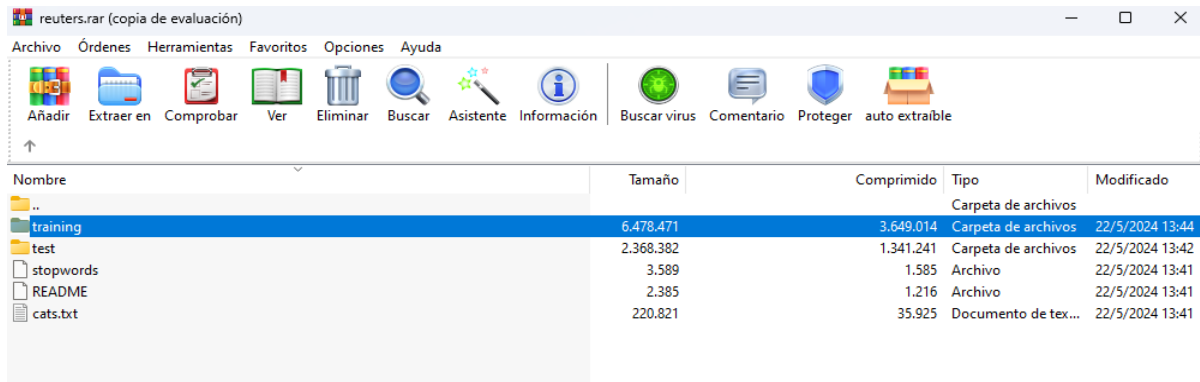 reuters.rar (copia de evaluación)
Archivo Órdenes Herramientas Favoritos Opciones Ayuda
Añadir Extraer en Comprobar Ver Eliminar Buscar Asistente Información Buscar virus Comentario Proteger auto extraíble
Nombre Tamaño Comprimido Tipo Modificado
.. Carpeta de archivos
training 6.478.471 3.649.014 Carpeta de archivos 22/5/2024 13:44
test 2.368.382 1.341.241 Carpeta de archivos 22/5/2024 13:42
stopwords 3.589 1.585 Archivo 22/5/2024 13:41
README 2.385 1.216 Archivo 22/5/2024 13:41
cats.txt 220.821 35.925 Documento de tex... 22/5/2024 13:41